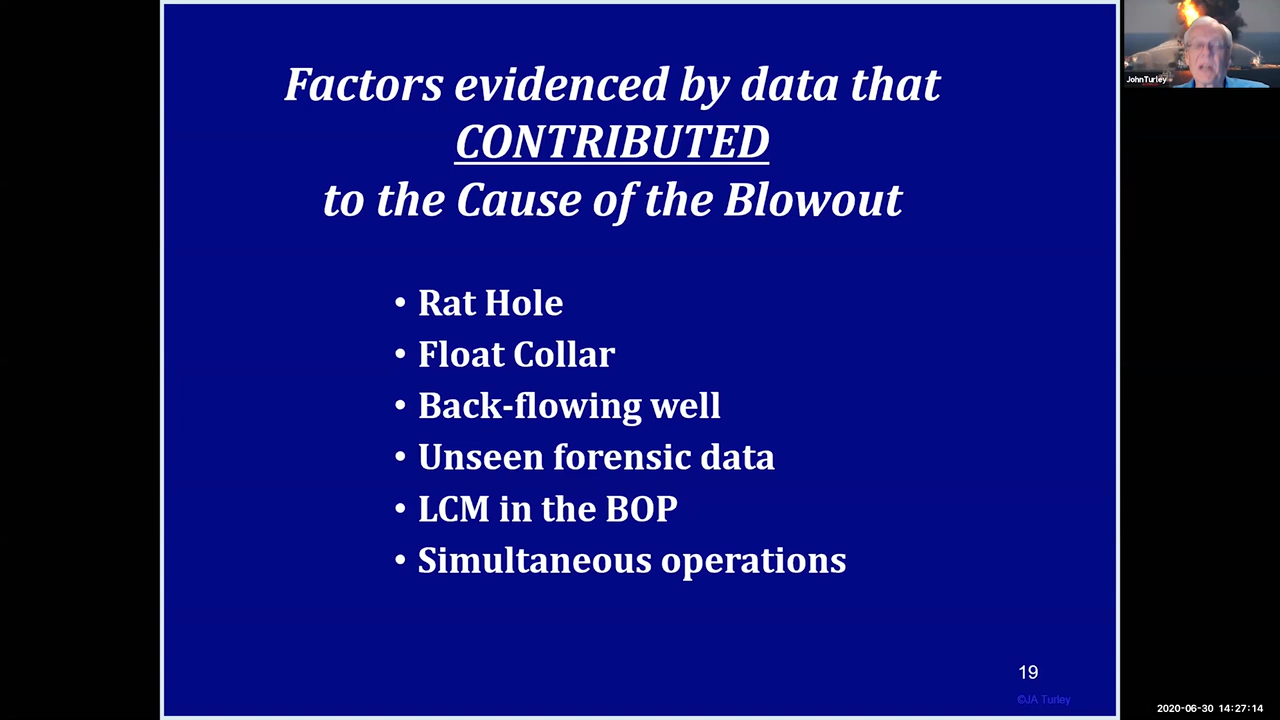 Factors evidenced by data that
CONTRIBUTED
to the Cause of the Blowout
• Rat Hole
• Float Collar
• Back-flowing well
• Unseen forensic data
• LCM in the BOP
• Simultaneous operations
19
©JA Turley
JohnTurley
2020-06-30 14:27:14